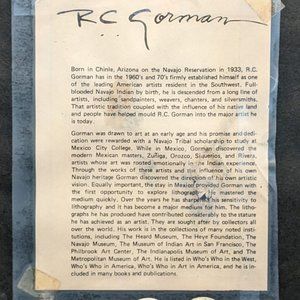 R.C. Gorman
Born in Chinle, Arizona on the Navajo Reservation in 1933, R.C.
Gorman has in the 1960's and 70's firmly established himself as one
of the leading American artists resident in the Southwest. Full-
blooded Navajo Indian by birth, he is descended from a long line of
artists, including sandpainters, weavers, chanters, and silversmiths.
That artistic tradition coupled with the influence of his native land
and people have helped mould R.C. Gorman into the major artist he
is today.
Gorman was drawn to art at an early age and his promise and dedi-
cation were rewarded with a Navajo Tribal scholarship to study at
Mexico City College. While in Mexico, Gorman discovered the
modern Mexican masters, Zuñiga, Orozco, Siqueiros, and Rivera,
artists whose art was rooted emotionally in the Indian experience.
Through the works of these artists and the influence of his own
Navajo heritage Gorman discovered the direction of his own artistic
vision. Equally important, the stay in Mexico provided Gorman with
the first opportunity to explore lithography. He mastered the
medium quickly. Over the years he has sharpened his sensitivity to
lithography and it has become a major medium for him. The litho-
graphs he has produced have contributed considerably to the stature
he has achieved as an artist. They are sought after by collectors all
over the world. His work is in the collections of many noted insti-
tutions, including The Heard Museum, The Heye Foundation, The
Navajo Museum, The Museum of Indian Art in San Francisco, The
Philbrook Art Center, The Indianapolis Museum of Art, and The
Metropolitan Museum of Art. He is listed in Who's Who in the West,
Who's Who in America, Who's Who in Art in America, and he is in-
cluded in many books and publications.